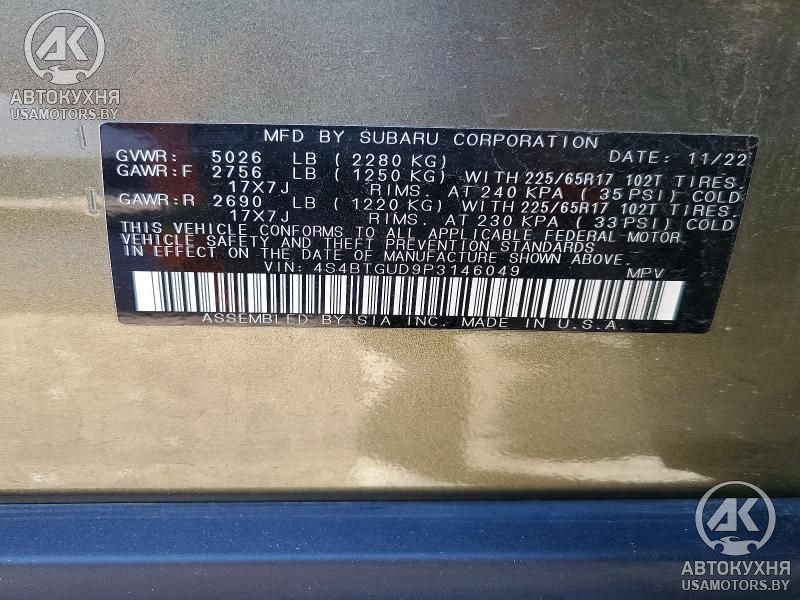 AK
АВТОКУХНЯ
USAMOTORS.BY
MFD BY SUBARU CORPORATION
GVWR: 5026 LB ( 2280 KG) DATE: 11/22
GAWR:F 2756 LB ( 1250 KG) WITH 225/65R17 102T TIRES.
17X7J RIMS. AT 240 KPA ( 35 PSI) COLD
GAWR:R 2690 LB ( 1220 KG) WITH 225/65R17 102T TIRES.
17X7J RIMS. AT 230 KPA ( 33 PSI) COLD
THIS VEHICLE CONFORMS TO ALL APPLICABLE FEDERAL MOTOR
VEHICLE SAFETY AND THEFT PREVENTION STANDARDS
IN EFFECT ON THE DATE OF MANUFACTURE SHOWN ABOVE.
VIN: 4S4BTGUD9P3146049 MPV
ASSEMBLED BY SIA INC. MADE IN U.S.A.
AK
АВТОКУХНЯ
USAMOTORS.BY